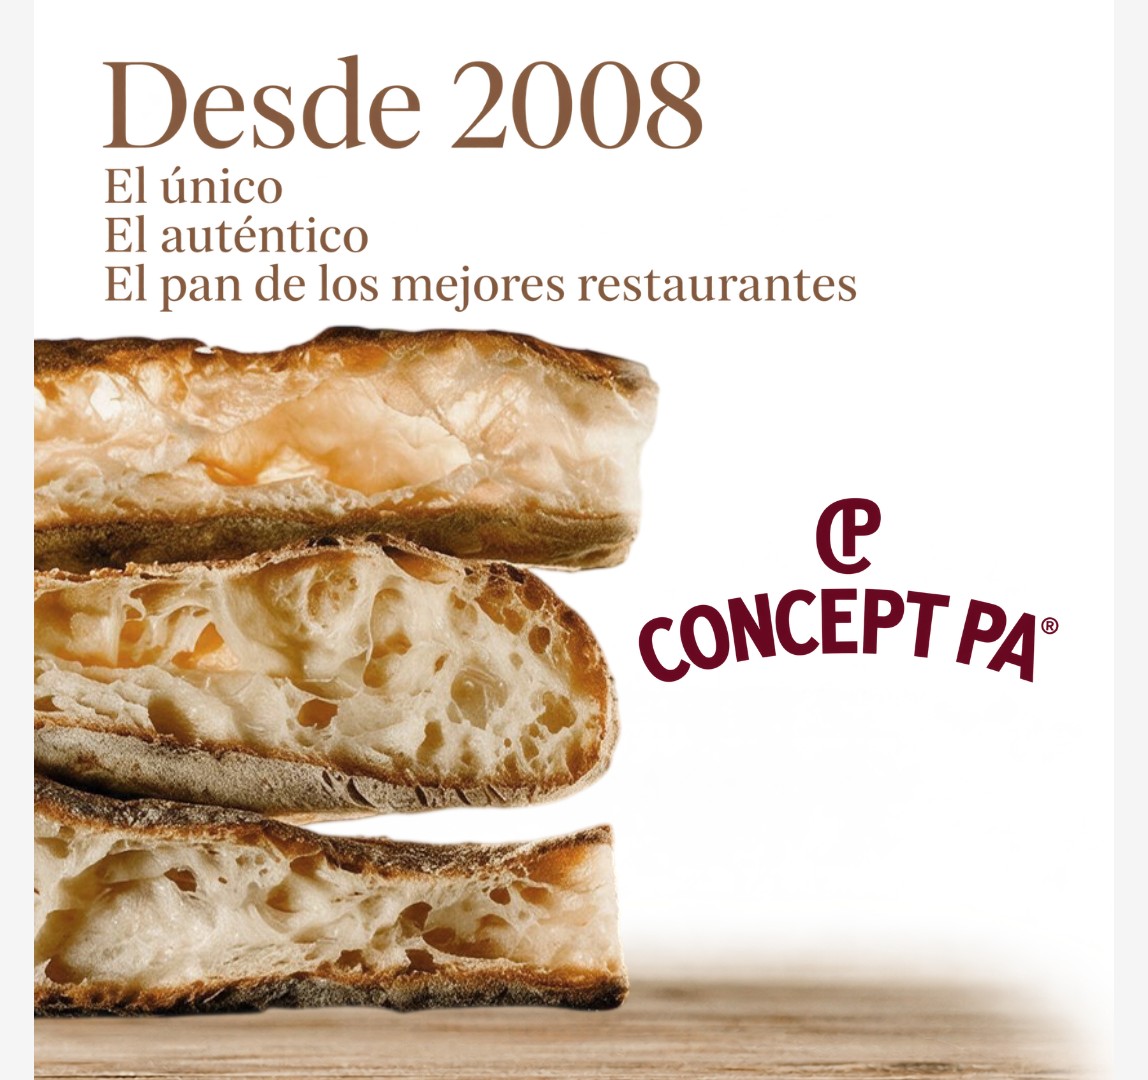 Desde 2008
El único
El auténtico
El pan de los mejores restaurantes
CP
CONCEPT PA®